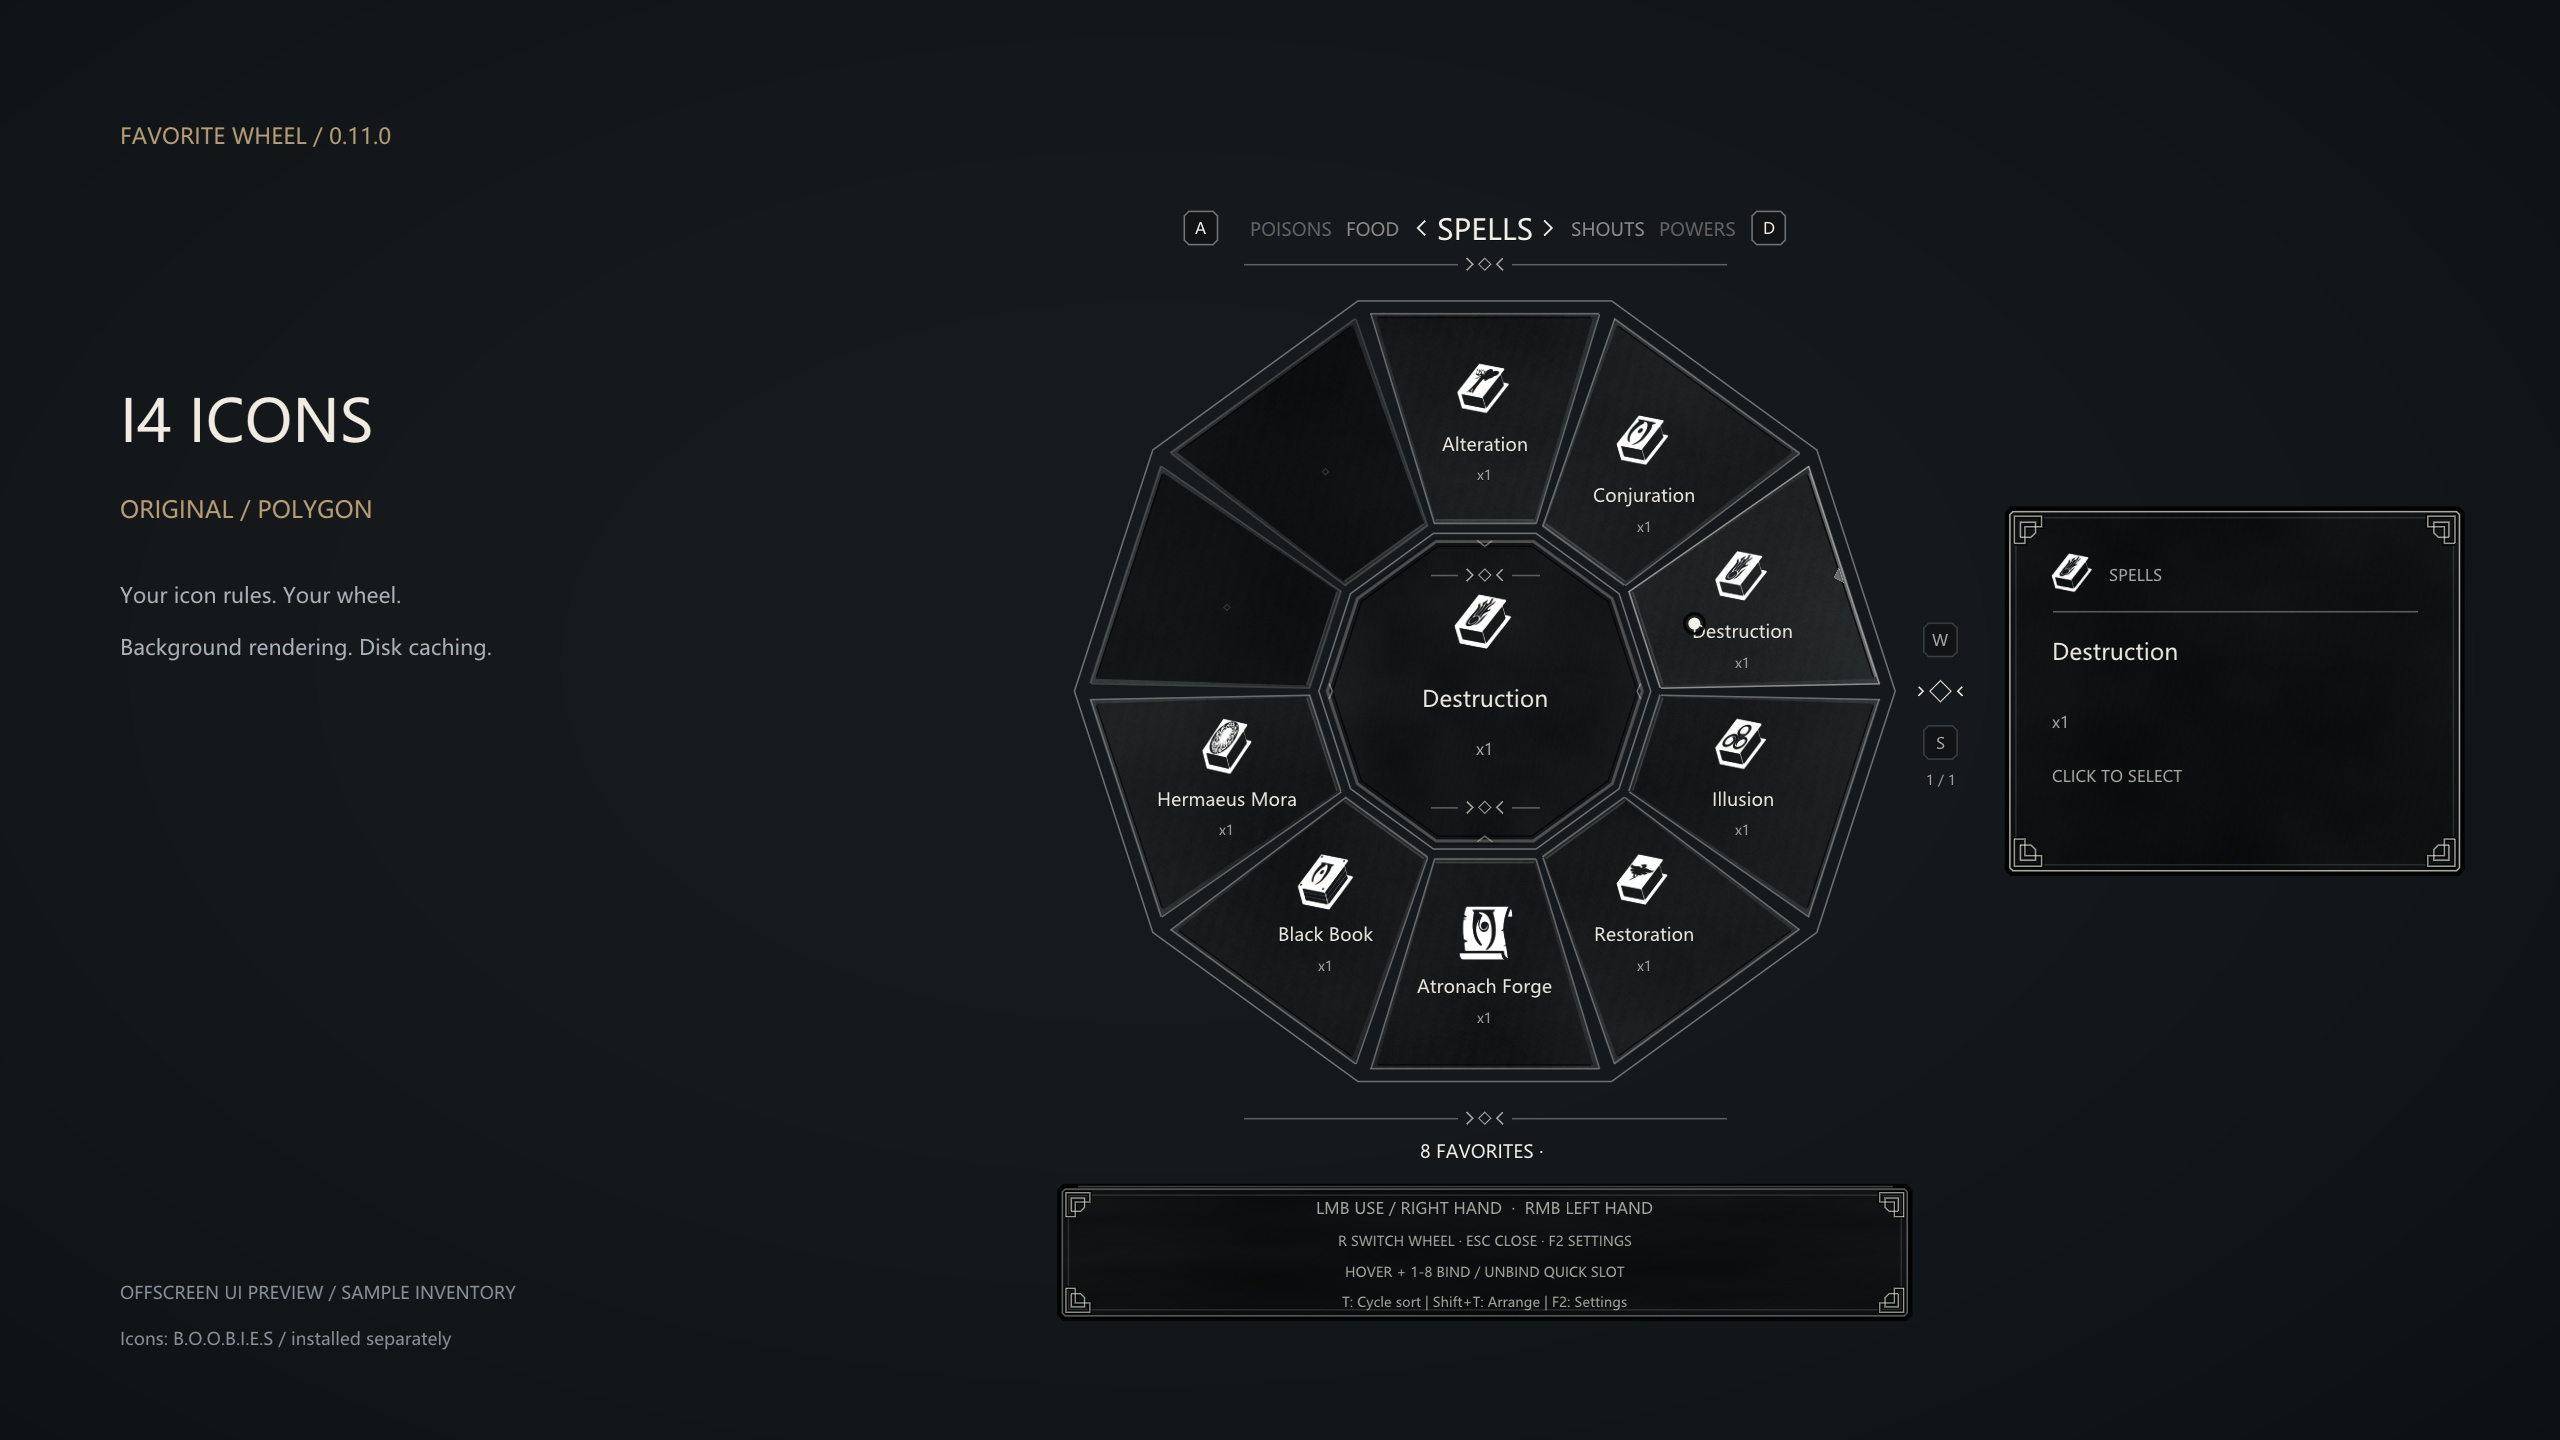 FAVORITE WHEEL / 0.11.0
I4 ICONS
ORIGINAL / POLYGON
Your icon rules. Your wheel.
Background rendering. Disk caching.
OFFSCREEN UI PREVIEW / SAMPLE INVENTORY
Icons: B.O.O.B.I.E.S / installed separately
A POISONS FOOD < SPELLS > SHOUTS POWERS D
Alteration
x1
Conjuration
x1
Destruction
x1
Illusion
x1
Restoration
x1
Atronach Forge
x1
Black Book
x1
Hermaeus Mora
x1
Destruction
x1
W
S
1 / 1
SPELLS
Destruction
x1
CLICK TO SELECT
8 FAVORITES ·
LMB USE / RIGHT HAND · RMB LEFT HAND
R SWITCH WHEEL · ESC CLOSE · F2 SETTINGS
HOVER + 1-8 BIND / UNBIND QUICK SLOT
T: Cycle sort | Shift+T: Arrange | F2: Settings